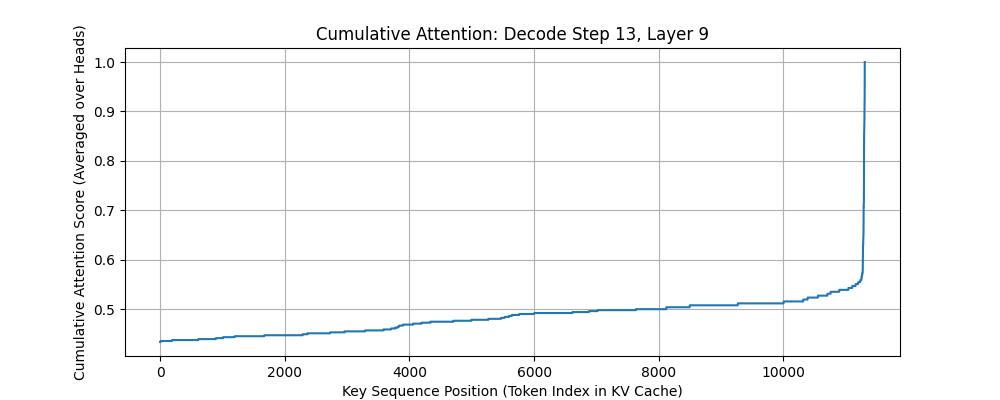 Cumulative Attention: Decode Step 13, Layer 9
Cumulative Attention Score (Averaged over Heads)
1.0
0.9
0.8
0.7
0.6
0.5
0 2000 4000 6000 8000 10000
Key Sequence Position (Token Index in KV Cache)